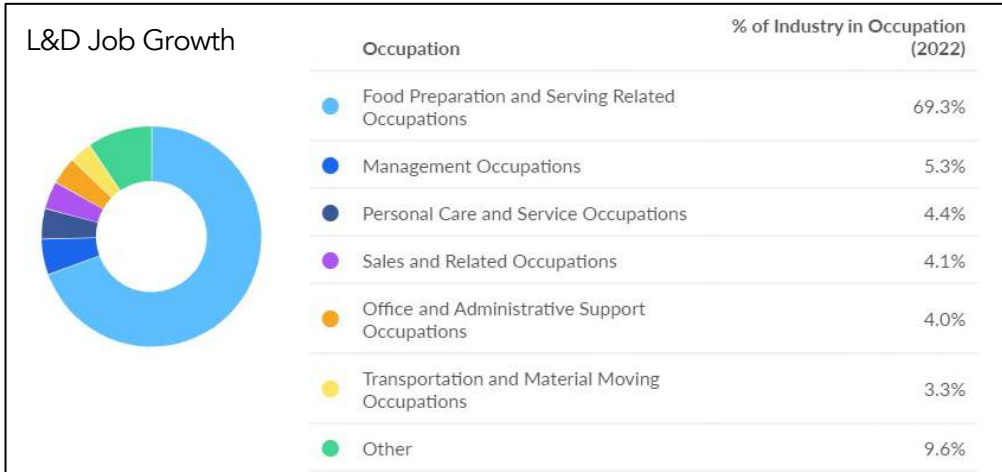 L&D Job Growth
Occupation
% of Industry in Occupation
(2022)
Food Preparation and Serving Related
Occupations
69.3%
Management Occupations
5.3%
Personal Care and Service Occupations
4.4%
Sales and Related Occupations
4.1%
Office and Administrative Support
Occupations
4.0%
Transportation and Material Moving
Occupations
3.3%
Other
9.6%